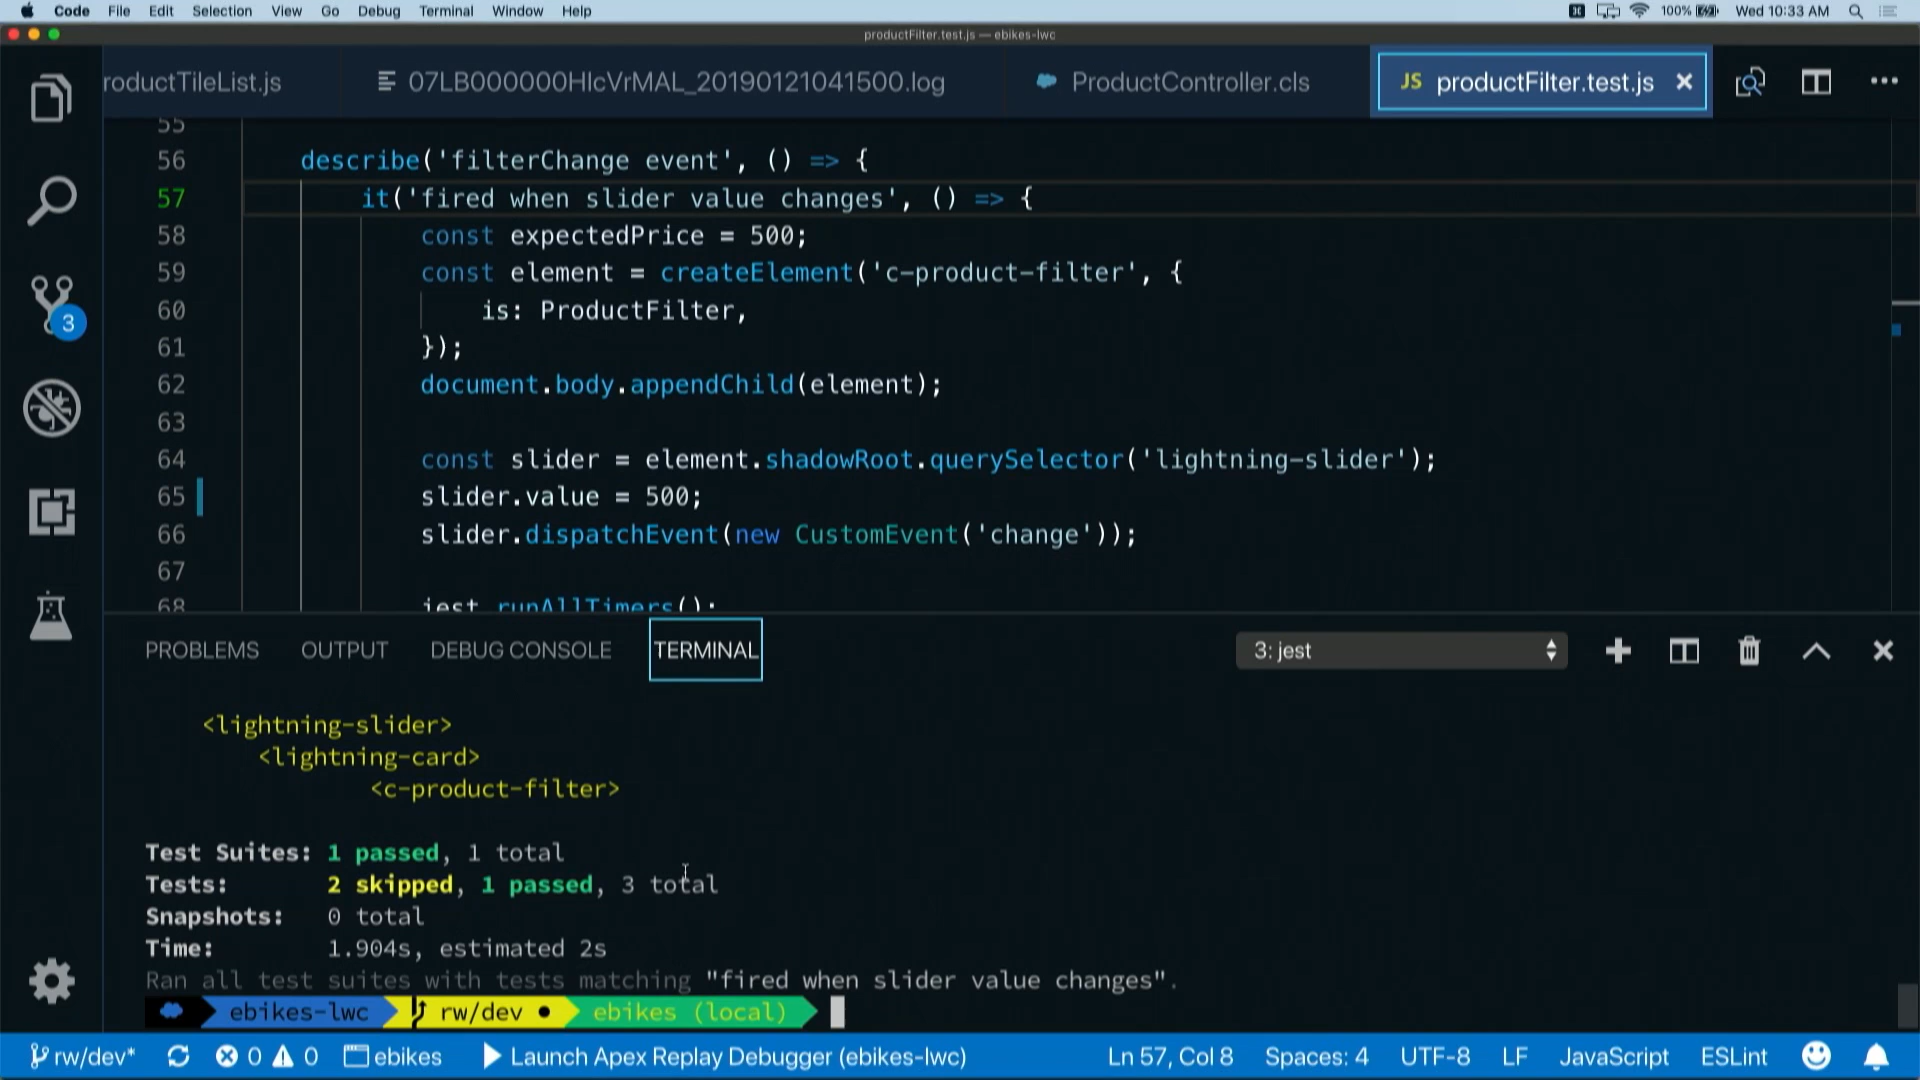 Code File Edit Selection View Go Debug Terminal Window Help 100% Wed 10:33 AM
productFilter.test.js — ebikes-lwc
roductTileList.js 07LB000000HIcVrMAL_20190121041500.log ProductController.cls JS productFilter.test.js
55
56 describe('filterChange event', () => {
57 it('fired when slider value changes', () => {
58 const expectedPrice = 500;
59 const element = createElement('c-product-filter', {
60 is: ProductFilter,
61 });
62 document.body.appendChild(element);
63
64 const slider = element.shadowRoot.querySelector('lightning-slider');
65 slider.value = 500;
66 slider.dispatchEvent(new CustomEvent('change'));
67
68 jest.runAllTimers();
3
PROBLEMS OUTPUT DEBUG CONSOLE TERMINAL 3: jest
<lightning-slider>
<lightning-card>
<c-product-filter>
Test Suites: 1 passed, 1 total
Tests: 2 skipped, 1 passed, 3 total
Snapshots: 0 total
Time: 1.904s, estimated 2s
Ran all test suites with tests matching "fired when slider value changes".
ebikes-lwc rw/dev ● ebikes (local)
rw/dev* 0 0 ebikes Launch Apex Replay Debugger (ebikes-lwc) Ln 57, Col 8 Spaces: 4 UTF-8 LF JavaScript ESLint